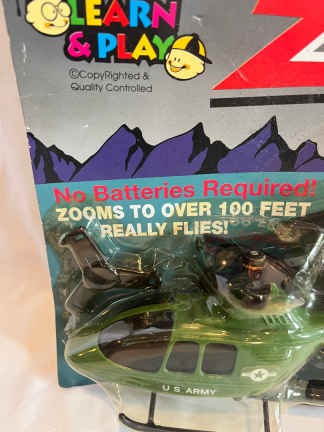 LEARN
& PLAY
©CopyRighted &
Quality Controlled
No Batteries Required!
ZOOMS TO OVER 100 FEET
REALLY FLIES!
U S ARMY